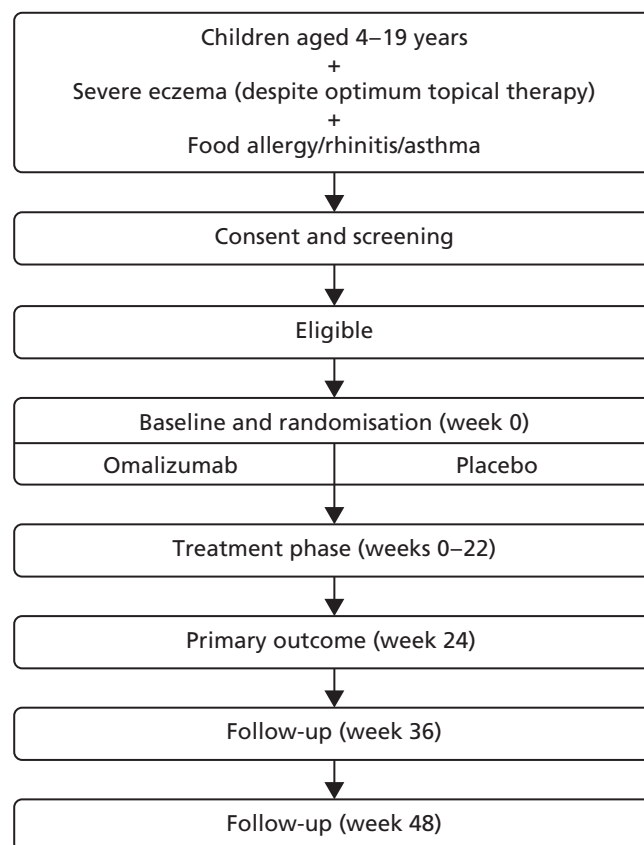 Children aged 4–19 years
+
Severe eczema (despite optimum topical therapy)
+
Food allergy/rhinitis/asthma
Consent and screening
Eligible
Baseline and randomisation (week 0)
Omalizumab
Placebo
Treatment phase (weeks 0–22)
Primary outcome (week 24)
Follow-up (week 36)
Follow-up (week 48)